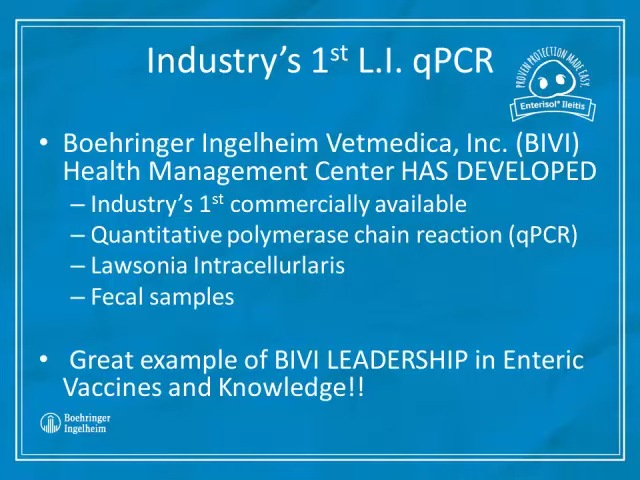 Industry's 1st L.I. qPCR
PROVEN PROTECTION MADE EASY.
Enterisol® Ileitis
• Boehringer Ingelheim Vetmedica, Inc. (BIVI)
Health Management Center HAS DEVELOPED
– Industry's 1st commercially available
– Quantitative polymerase chain reaction (qPCR)
– Lawsonia Intracellurlaris
– Fecal samples
• Great example of BIVI LEADERSHIP in Enteric
Vaccines and Knowledge!!
Boehringer
Ingelheim